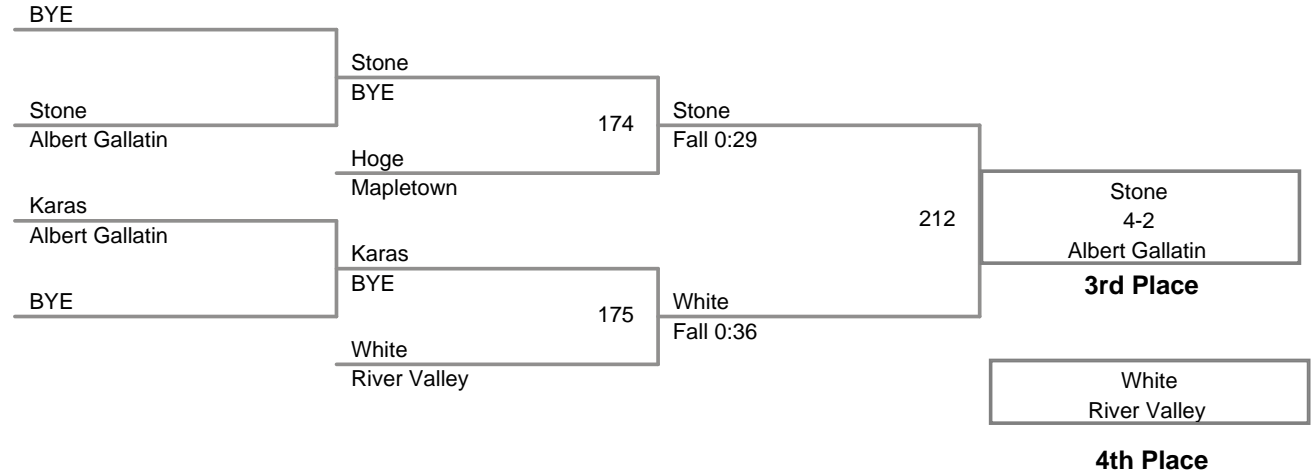 BYE
Stone
BYE
Stone
Albert Gallatin
174
Stone
Fall 0:29
Hoge
Mapletown
Karas
Albert Gallatin
212
Stone
4-2
Albert Gallatin
3rd Place
Karas
BYE
BYE
175
White
Fall 0:36
White
River Valley
White
River Valley
4th Place